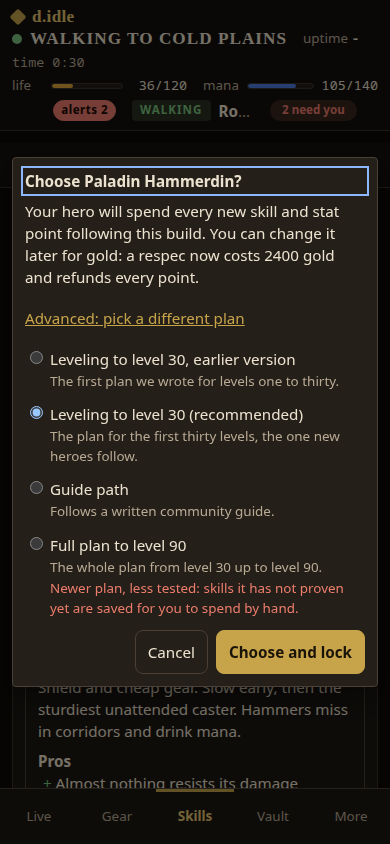 d.idle
WALKING TO COLD PLAINS uptime -
time 0:30
life 36/120 mana 105/140
alerts 2 WALKING Ro... 2 need you
Choose Paladin Hammerdin?
Your hero will spend every new skill and stat
point following this build. You can change it
later for gold: a respec now costs 2400 gold
and refunds every point.
Advanced: pick a different plan
Leveling to level 30, earlier version
The first plan we wrote for levels one to thirty.
Leveling to level 30 (recommended)
The plan for the first thirty levels, the one new
heroes follow.
Guide path
Follows a written community guide.
Full plan to level 90
The whole plan from level 30 up to level 90.
Newer plan, less tested: skills it has not proven
yet are saved for you to spend by hand.
Cancel Choose and lock
Shield and cheap gear. Slow early, then the
sturdiest unattended caster. Hammers miss
in corridors and drink mana.
Pros
+ Almost nothing resists its damage
Live Gear Skills Vault More